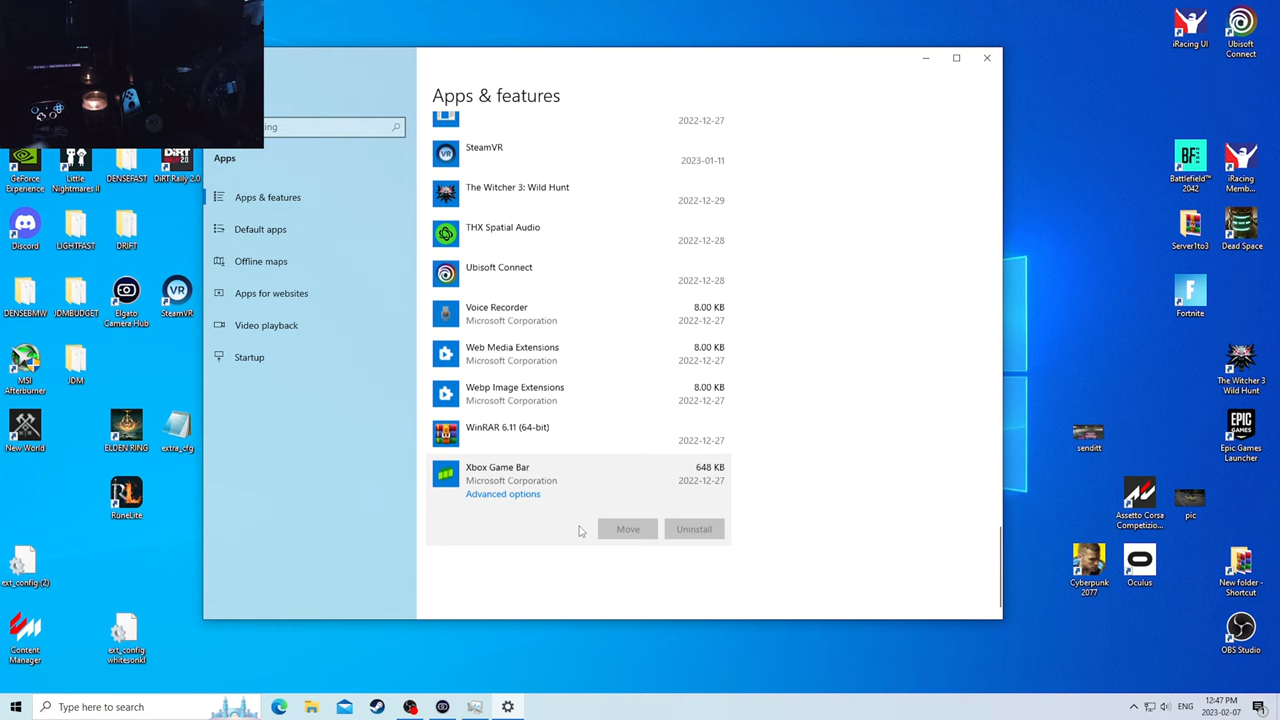 Apps & features
ing
Apps
Apps & features
Default apps
Offline maps
Apps for websites
Video playback
Startup
2022-12-27
SteamVR
2023-01-11
The Witcher 3: Wild Hunt
2022-12-29
THX Spatial Audio
2022-12-28
Ubisoft Connect
2022-12-28
Voice Recorder 8.00 KB
Microsoft Corporation 2022-12-27
Web Media Extensions 8.00 KB
Microsoft Corporation 2022-12-27
Webp Image Extensions 8.00 KB
Microsoft Corporation 2022-12-27
WinRAR 6.11 (64-bit)
2022-12-27
Xbox Game Bar 648 KB
Microsoft Corporation 2022-12-27
Advanced options
Move Uninstall
GeForce
Experience
Little
Nightmares II
DENSEFAST
DiRT Rally 2.0
Discord
LIGHTFAST
DRIFT
DENSEBMW
JDMBUDGET
Elgato
Camera Hub
SteamVR
MSI
Afterburner
JDM
New World
ELDEN RING
extra_cfg
RuneLite
ext_config (2)
Content
Manager
ext_config
whitesonkl
iRacing UI
Ubisoft
Connect
Battlefield™
2042
iRacing
Memb...
Server1to3
Dead Space
Fortnite
The Witcher 3
Wild Hunt
senditt
Epic Games
Launcher
Assetto Corsa
Competizio...
pic
Cyberpunk
2077
Oculus
New folder -
Shortcut
OBS Studio
Type here to search
ENG
12:47 PM
2023-02-07